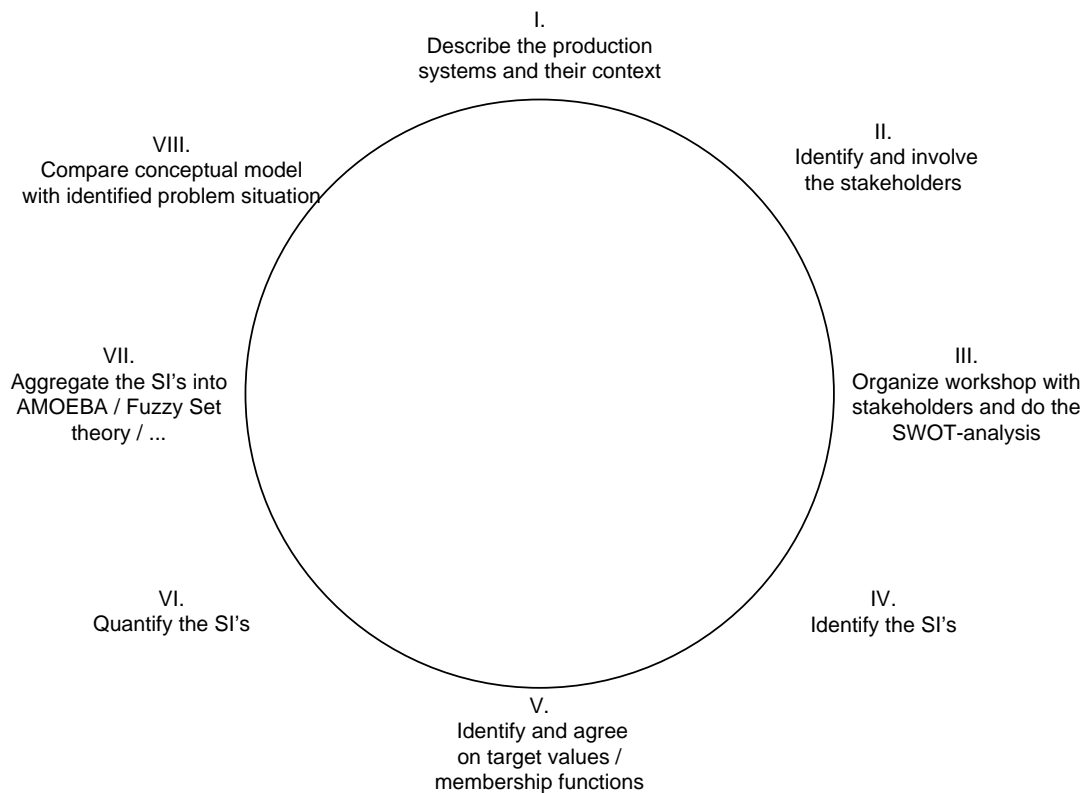 I.
Describe the production
systems and their context
II.
Identify and involve
the stakeholders
III.
Organize workshop with
stakeholders and do the
SWOT-analysis
IV.
Identify the SI's
V.
Identify and agree
on target values /
membership functions
VI.
Quantify the SI's
VII.
Aggregate the SI's into
AMOEBA / Fuzzy Set
theory / ...
VIII.
Compare conceptual model
with identified problem situation